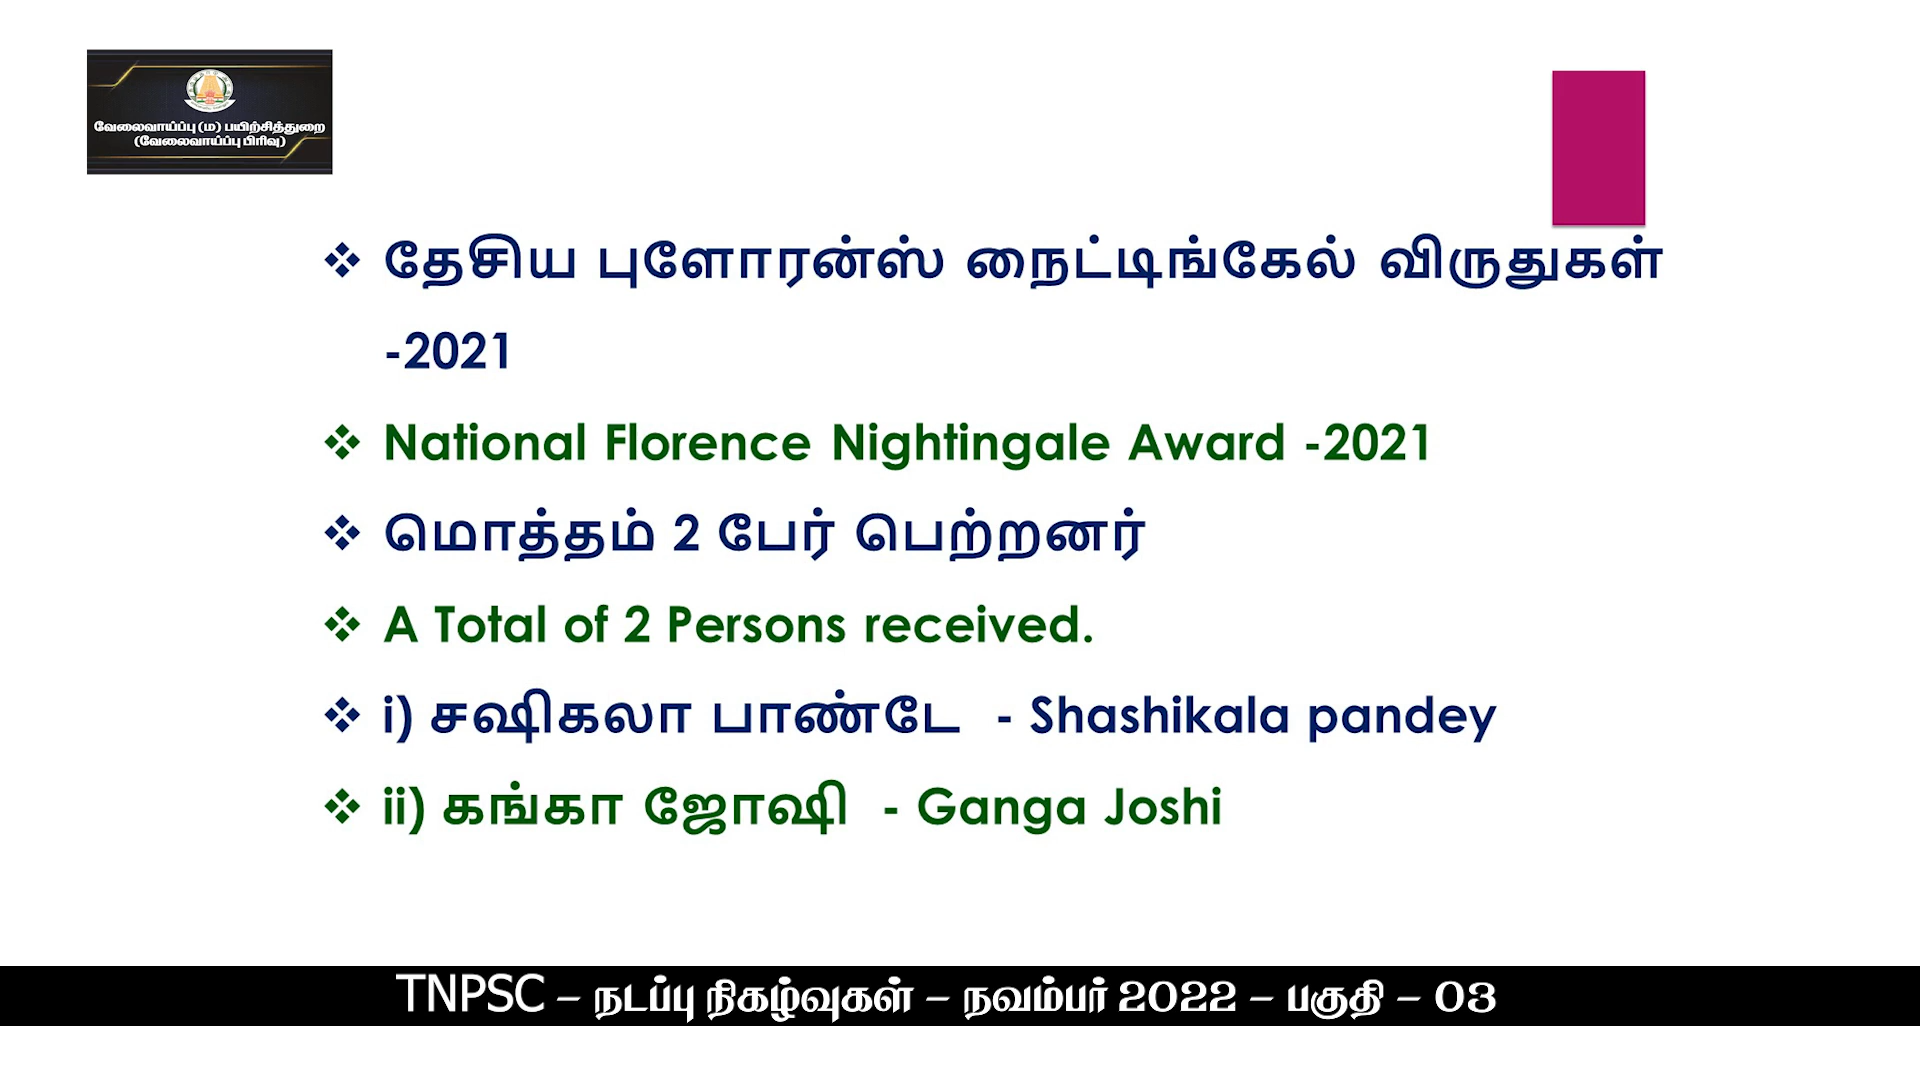 வேலைவாய்ப்பு (ம) பயிற்சித்துறை
(வேலைவாய்ப்பு பிரிவு)
❖ தேசிய புளோரன்ஸ் நைட்டிங்கேல் விருதுகள்
-2021
❖ National Florence Nightingale Award -2021
❖ மொத்தம் 2 பேர் பெற்றனர்
❖ A Total of 2 Persons received.
❖ i) சஷிகலா பாண்டே - Shashikala pandey
❖ ii) கங்கா ஜோஷி - Ganga Joshi
TNPSC – நடப்பு நிகழ்வுகள் – நவம்பர் 2022 – பகுதி – 03